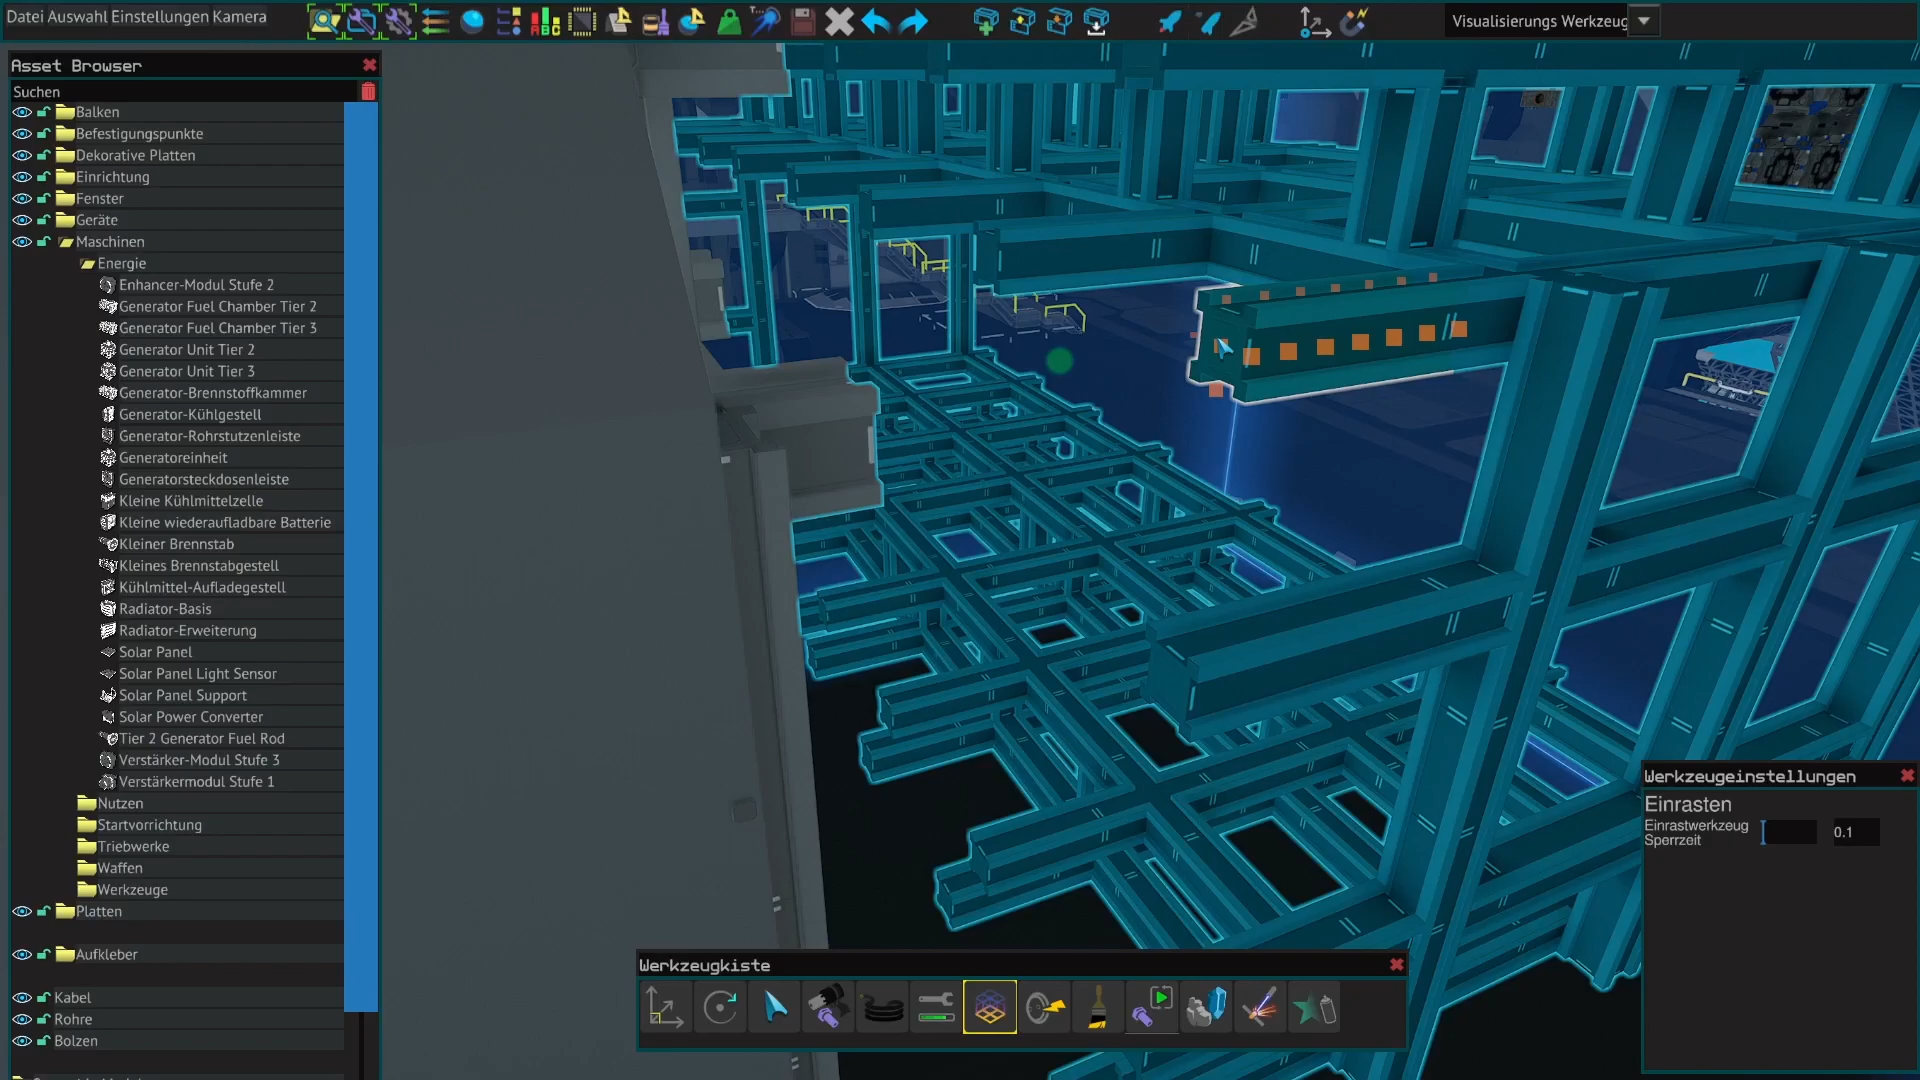 Datei Auswahl Einstellungen Kamera
ABC
Visualisierungs Werkzeug
Asset Browser
Suchen
Balken
Befestigungspunkte
Dekorative Platten
Einrichtung
Fenster
Geräte
Maschinen
Energie
Enhancer-Modul Stufe 2
Generator Fuel Chamber Tier 2
Generator Fuel Chamber Tier 3
Generator Unit Tier 2
Generator Unit Tier 3
Generator-Brennstoffkammer
Generator-Kühlgestell
Generator-Rohrstutzenleiste
Generatoreinheit
Generatorsteckdosenleiste
Kleine Kühlmittelzelle
Kleine wiederaufladbare Batterie
Kleiner Brennstab
Kleines Brennstabgestell
Kühlmittel-Aufladegestell
Radiator-Basis
Radiator-Erweiterung
Solar Panel
Solar Panel Light Sensor
Solar Panel Support
Solar Power Converter
Tier 2 Generator Fuel Rod
Verstärker-Modul Stufe 3
Verstärkermodul Stufe 1
Nutzen
Startvorrichtung
Triebwerke
Waffen
Werkzeuge
Platten
Aufkleber
Kabel
Rohre
Bolzen
Werkzeugkiste
Werkzeugeinstellungen
Einrasten
Einrastwerkzeug
Sperrzeit
0.1